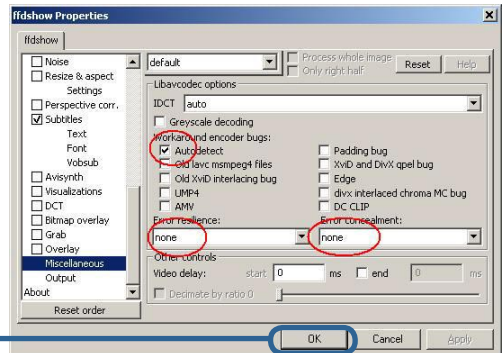 ffdshow Properties
ffdshow
Noise
Resize & aspect
Settings
Perspective corr.
Subtitles
Text
Font
Vobsub
Avisynth
Visualizations
DCT
Bitmap overlay
Grab
Overlay
Miscellaneous
Output
About
Reset order
default
Process whole image
Only right half
Reset
Help
Libavcodec options
IDCT auto
Greyscale decoding
Workaround encoder bugs:
Autodetect
Old lavc msmpeg4 files
Old XviD interlacing bug
UMP4
AMV
Padding bug
XviD and DivX qpel bug
Edge
divx interlaced chroma MC bug
DC CLIP
Error resilience:
none
Error concealment:
none
Other controls
Video delay: start 0 ms end 0 ms
Decimate by ratio 0
OK
Cancel
Apply